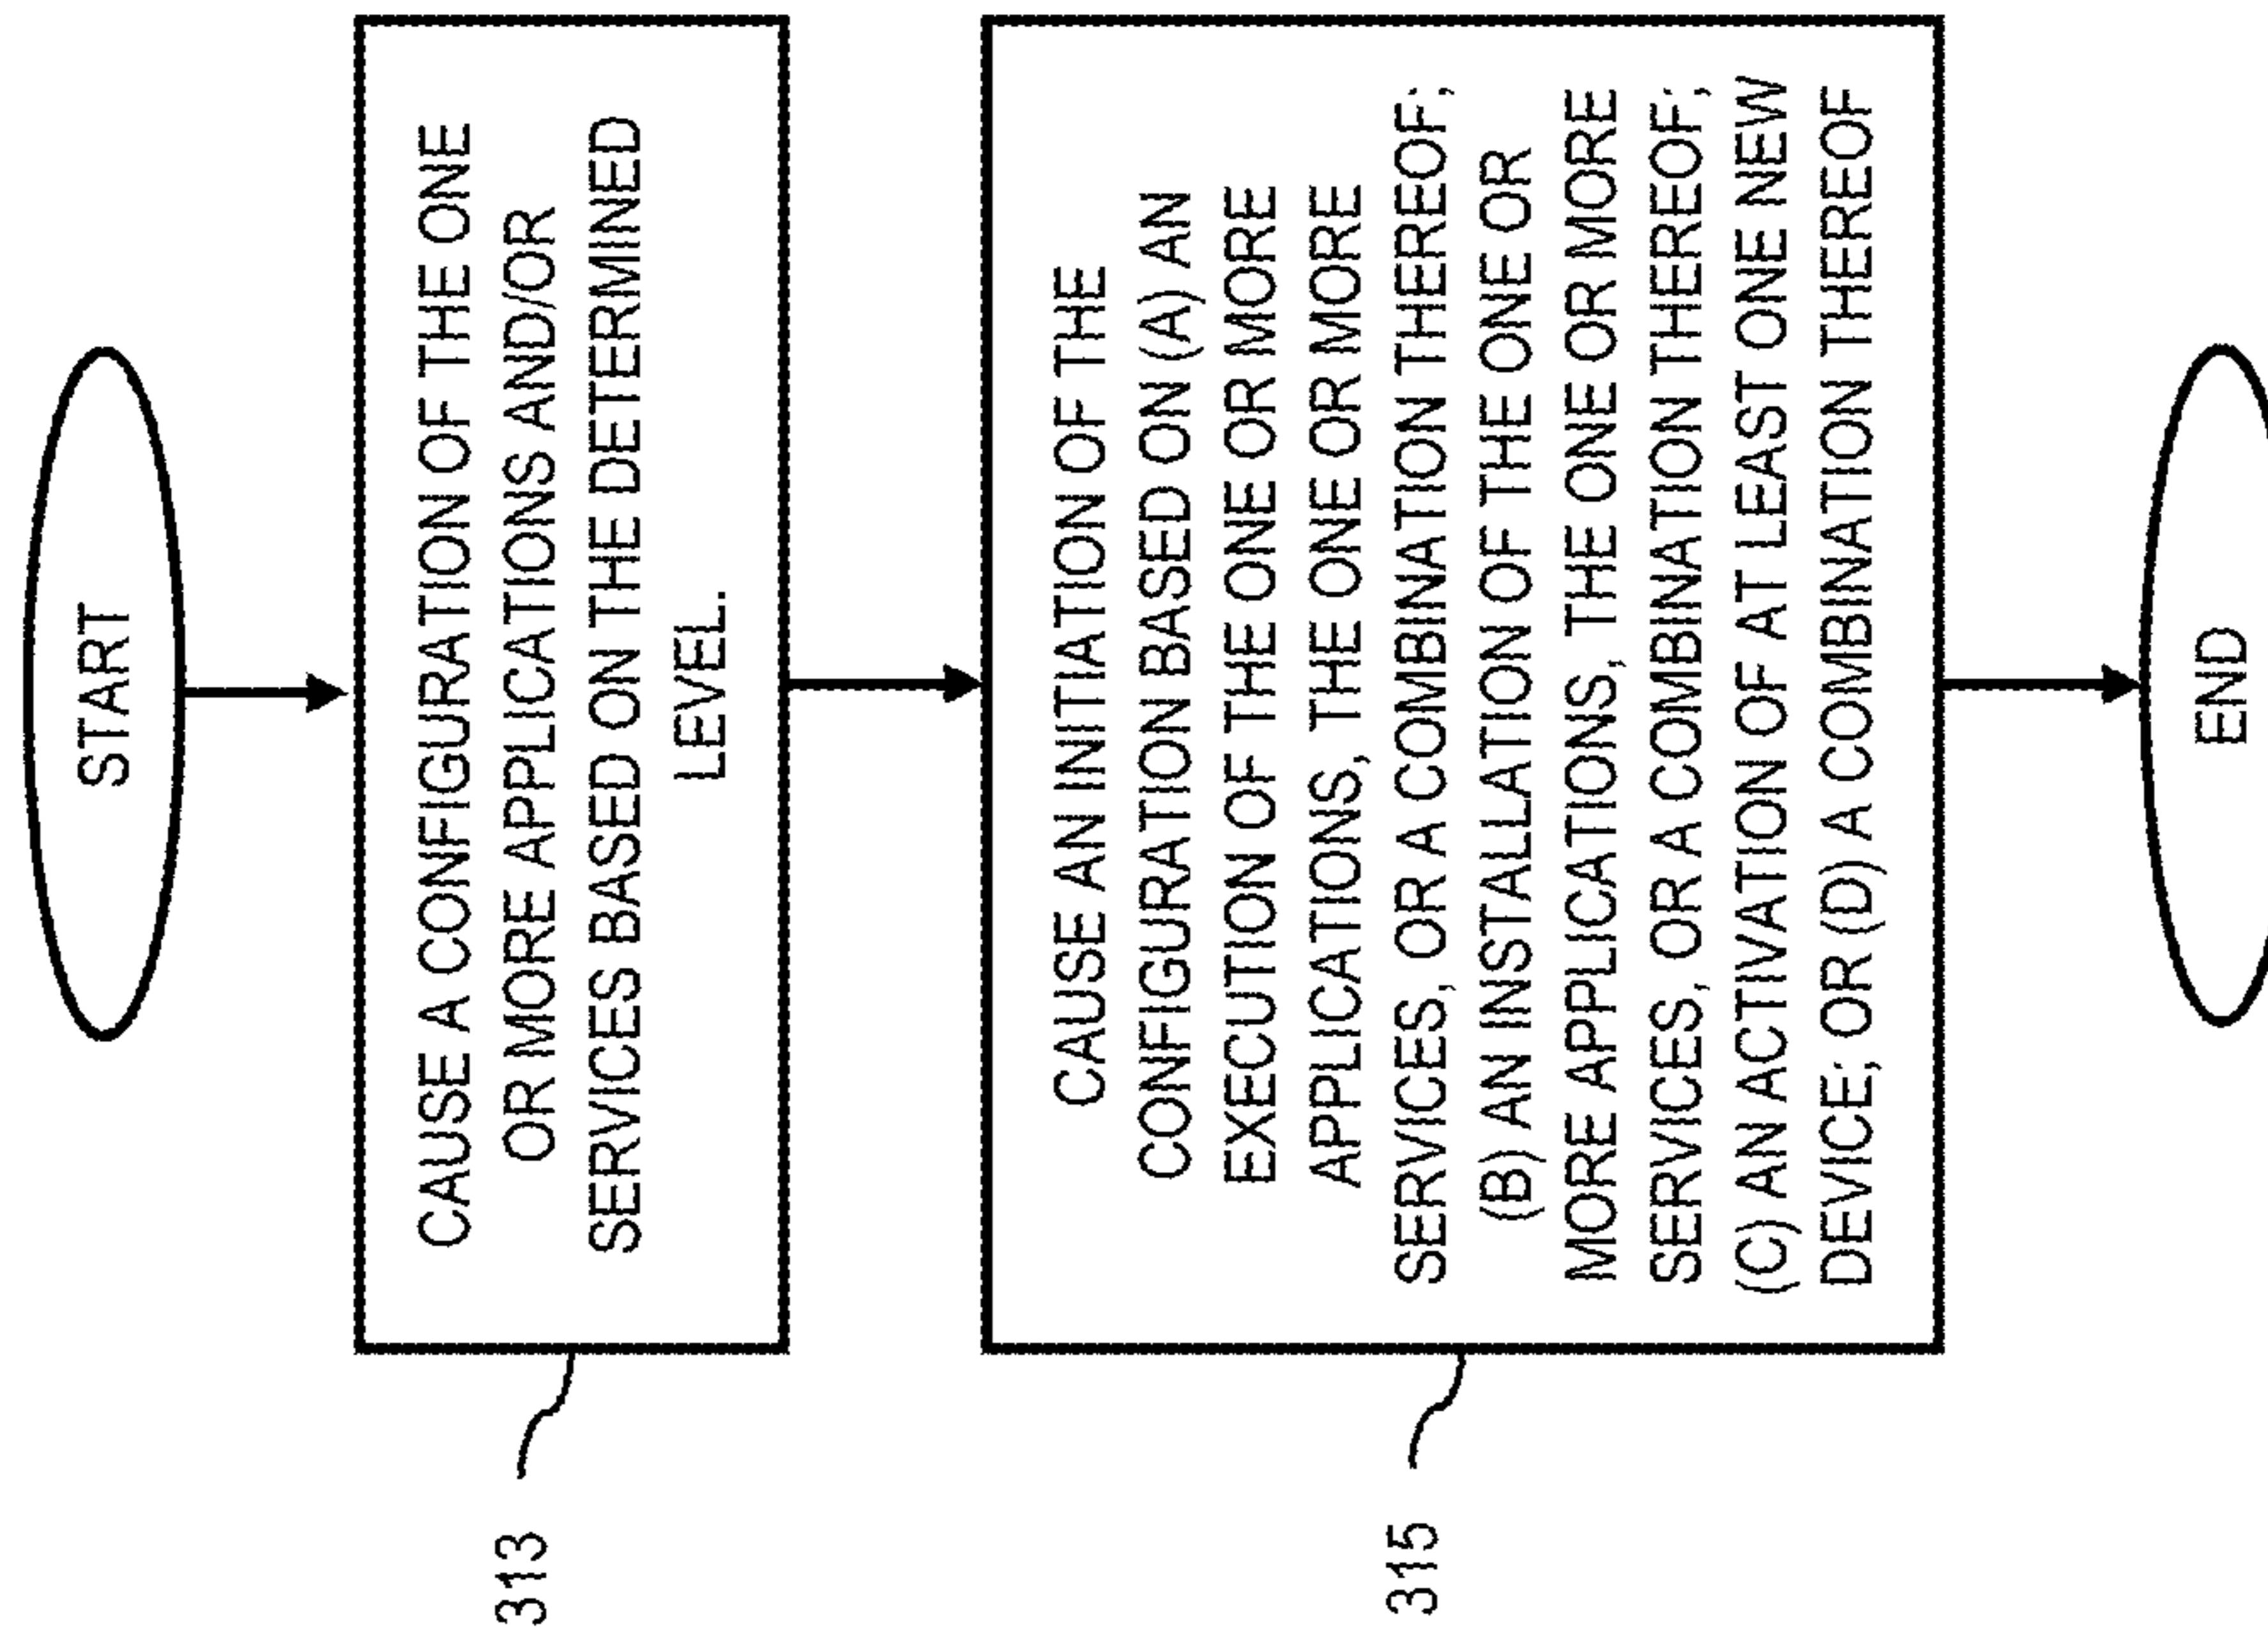 START
CAUSE A CONFIGURATION OF THE ONE
OR MORE APPLICATIONS AND/OR
SERVICES BASED ON THE DETERMINED
LEVEL.
313
CAUSE AN INITIATION OF THE
CONFIGURATION BASED ON (A) AN
EXECUTION OF THE ONE OR MORE
APPLICATIONS, THE ONE OR MORE
SERVICES, OR A COMBINATION THEREOF;
(B) AN INSTALLATION OF THE ONE OR
MORE APPLICATIONS, THE ONE OR MORE
SERVICES, OR A COMBINATION THEREOF;
(C) AN ACTIVATION OF AT LEAST ONE NEW
DEVICE; OR (D) A COMBINATION THEREOF
315
END